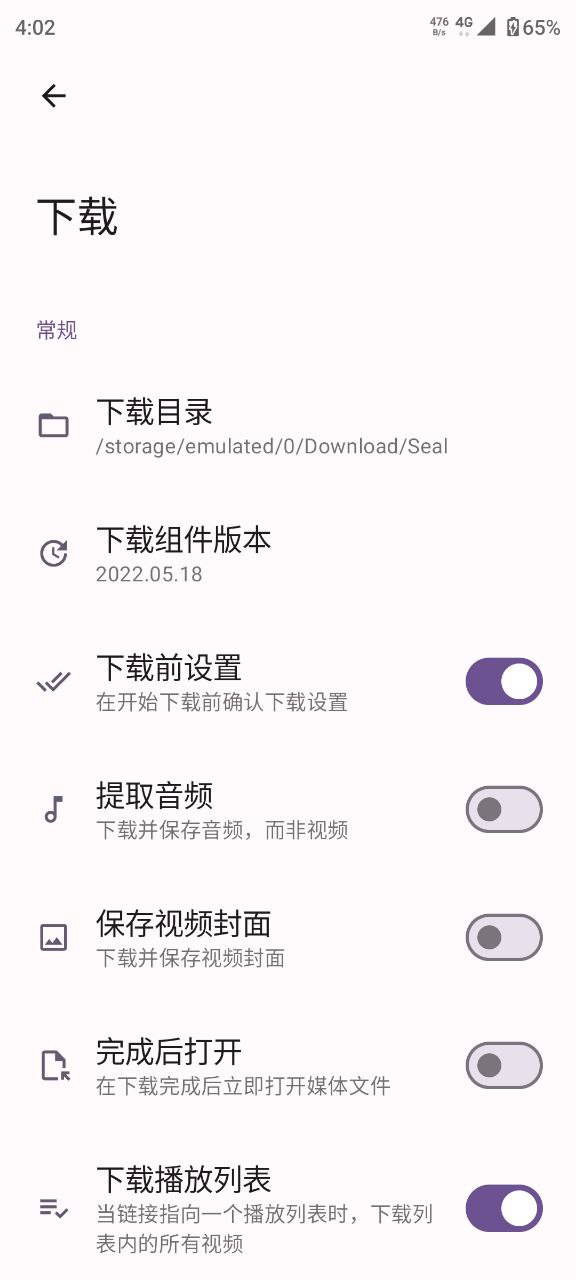 4:02
476 B/s 4G 65%
下载
常规
下载目录
/storage/emulated/0/Download/Seal
下载组件版本
2022.05.18
下载前设置
在开始下载前确认下载设置
提取音频
下载并保存音频，而非视频
保存视频封面
下载并保存视频封面
完成后打开
在下载完成后立即打开媒体文件
下载播放列表
当链接指向一个播放列表时，下载列
表内的所有视频